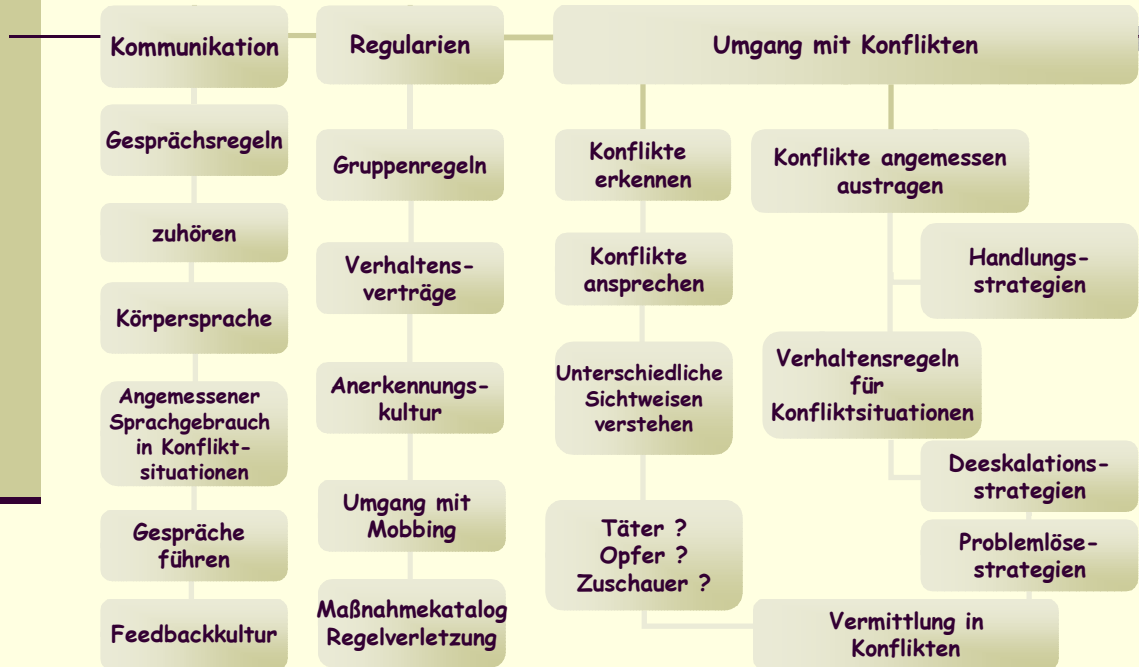 Kommunikation
Gesprächsregeln
zuhören
Körpersprache
Angemessener
Sprachgebrauch
in Konflikt-
situationen
Gespräche
führen
Feedbackkultur
Regularien
Gruppenregeln
Verhaltens-
verträge
Anerkennungs-
kultur
Umgang mit
Mobbing
Maßnahmekatalog
Regelverletzung
Umgang mit Konflikten
Konflikte
erkennen
Konflikte
ansprechen
Unterschiedliche
Sichtweisen
verstehen
Täter ?
Opfer ?
Zuschauer ?
Konflikte angemessen
austragen
Handlungs-
strategien
Verhaltensregeln
für
Konfliktsituationen
Deeskalations-
strategien
Problemlöse-
strategien
Vermittlung in
Konflikten